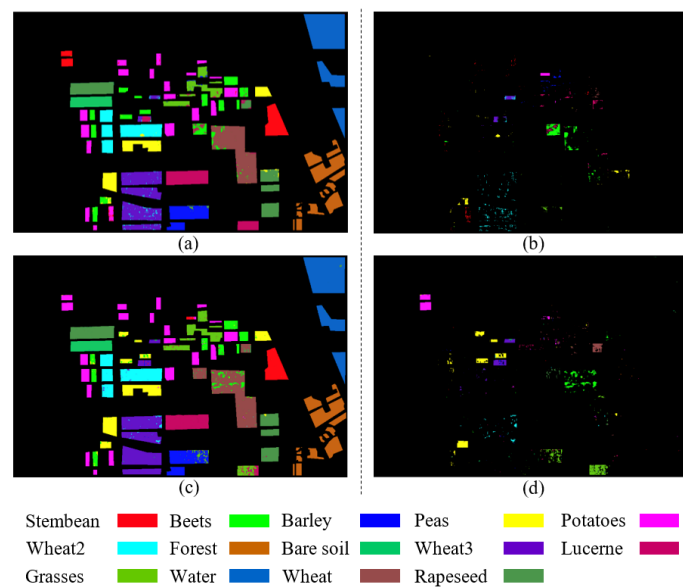 (a)
(b)
(c)
(d)
Stembean Beets Barley Peas Potatoes
Wheat2 Forest Bare soil Wheat3 Lucerne
Grasses Water Wheat Rapeseed